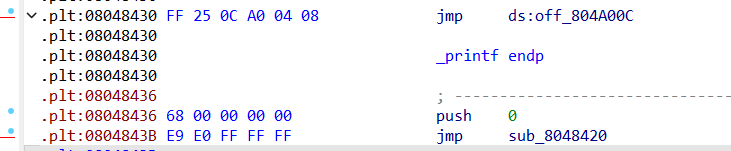 .plt:08048430 FF 25 0C A0 04 08 jmp ds:off_804A00C
.plt:08048430
.plt:08048430 _printf endp
.plt:08048430
.plt:08048436 ; -------------------------------
.plt:08048436 68 00 00 00 00 push 0
.plt:0804843B E9 E0 FF FF FF jmp sub_8048420